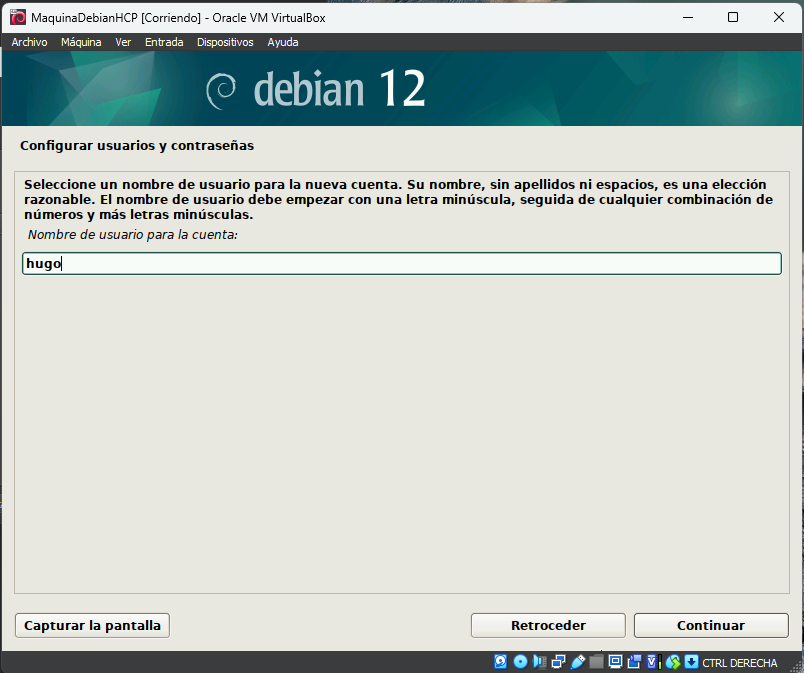 MaquinaDebianHCP [Corriendo] - Oracle VM VirtualBox
Archivo Máquina Ver Entrada Dispositivos Ayuda
debian 12
Configurar usuarios y contraseñas
Seleccione un nombre de usuario para la nueva cuenta. Su nombre, sin apellidos ni espacios, es una elección
razonable. El nombre de usuario debe empezar con una letra minúscula, seguida de cualquier combinación de
números y más letras minúsculas.
Nombre de usuario para la cuenta:
hugo
Capturar la pantalla Retroceder Continuar
CTRL DERECHA